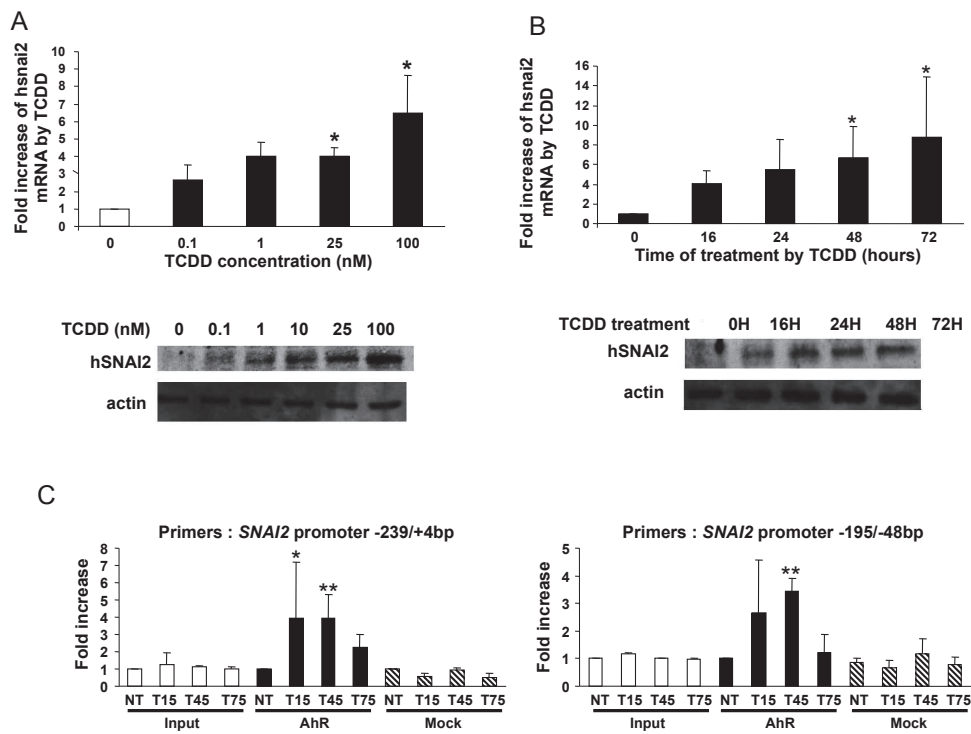 A
Fold increase of hsnai2
mRNA by TCDD
10
9
8
7
6
5
4
3
2
1
0
*
*
0 0.1 1 25 100
TCDD concentration (nM)
TCDD (nM) 0 0.1 1 10 25 100
hSNAI2
actin
B
Fold increase of hsnai2
mRNA by TCDD
16
14
12
10
8
6
4
2
0
*
*
0 16 24 48 72
Time of treatment by TCDD (hours)
TCDD treatment 0H 16H 24H 48H 72H
hSNAI2
actin
C
Primers : SNAI2 promoter -239/+4bp
Fold increase
8
7
6
5
4
3
2
1
0
*
**
NT T15 T45 T75 NT T15 T45 T75 NT T15 T45 T75
Input AhR Mock
Primers : SNAI2 promoter -195/-48bp
Fold increase
5
4
3
2
1
0
**
NT T15 T45 T75 NT T15 T45 T75 NT T15 T45 T75
Input AhR Mock